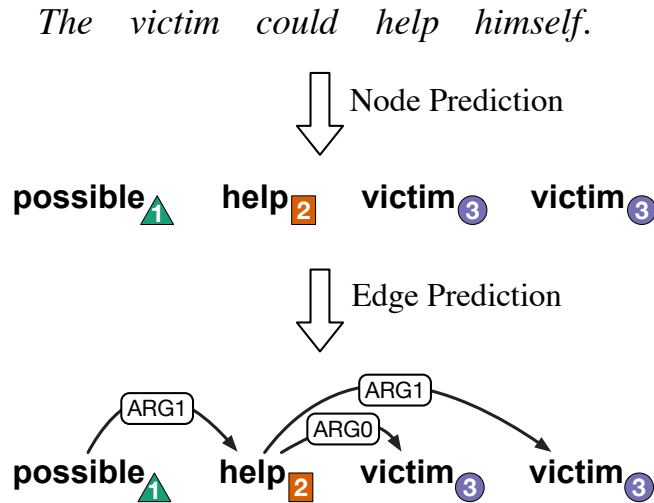 The victim could help himself.
Node Prediction
possible 1 help 2 victim 3 victim 3
Edge Prediction
ARG1 ARG1
ARG0
possible 1 help 2 victim 3 victim 3